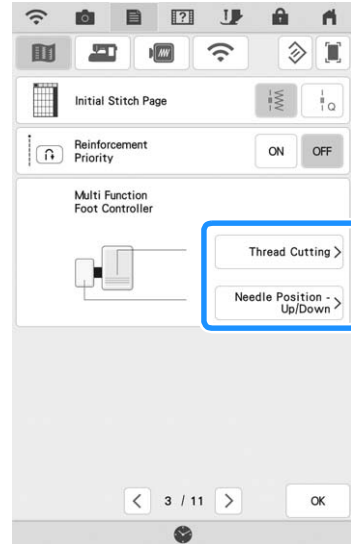 Initial Stitch Page
Q
Reinforcement
Priority
ON
OFF
Multi Function
Foot Controller
Thread Cutting >
Needle Position -
Up/Down >
< 3 / 11 >
OK